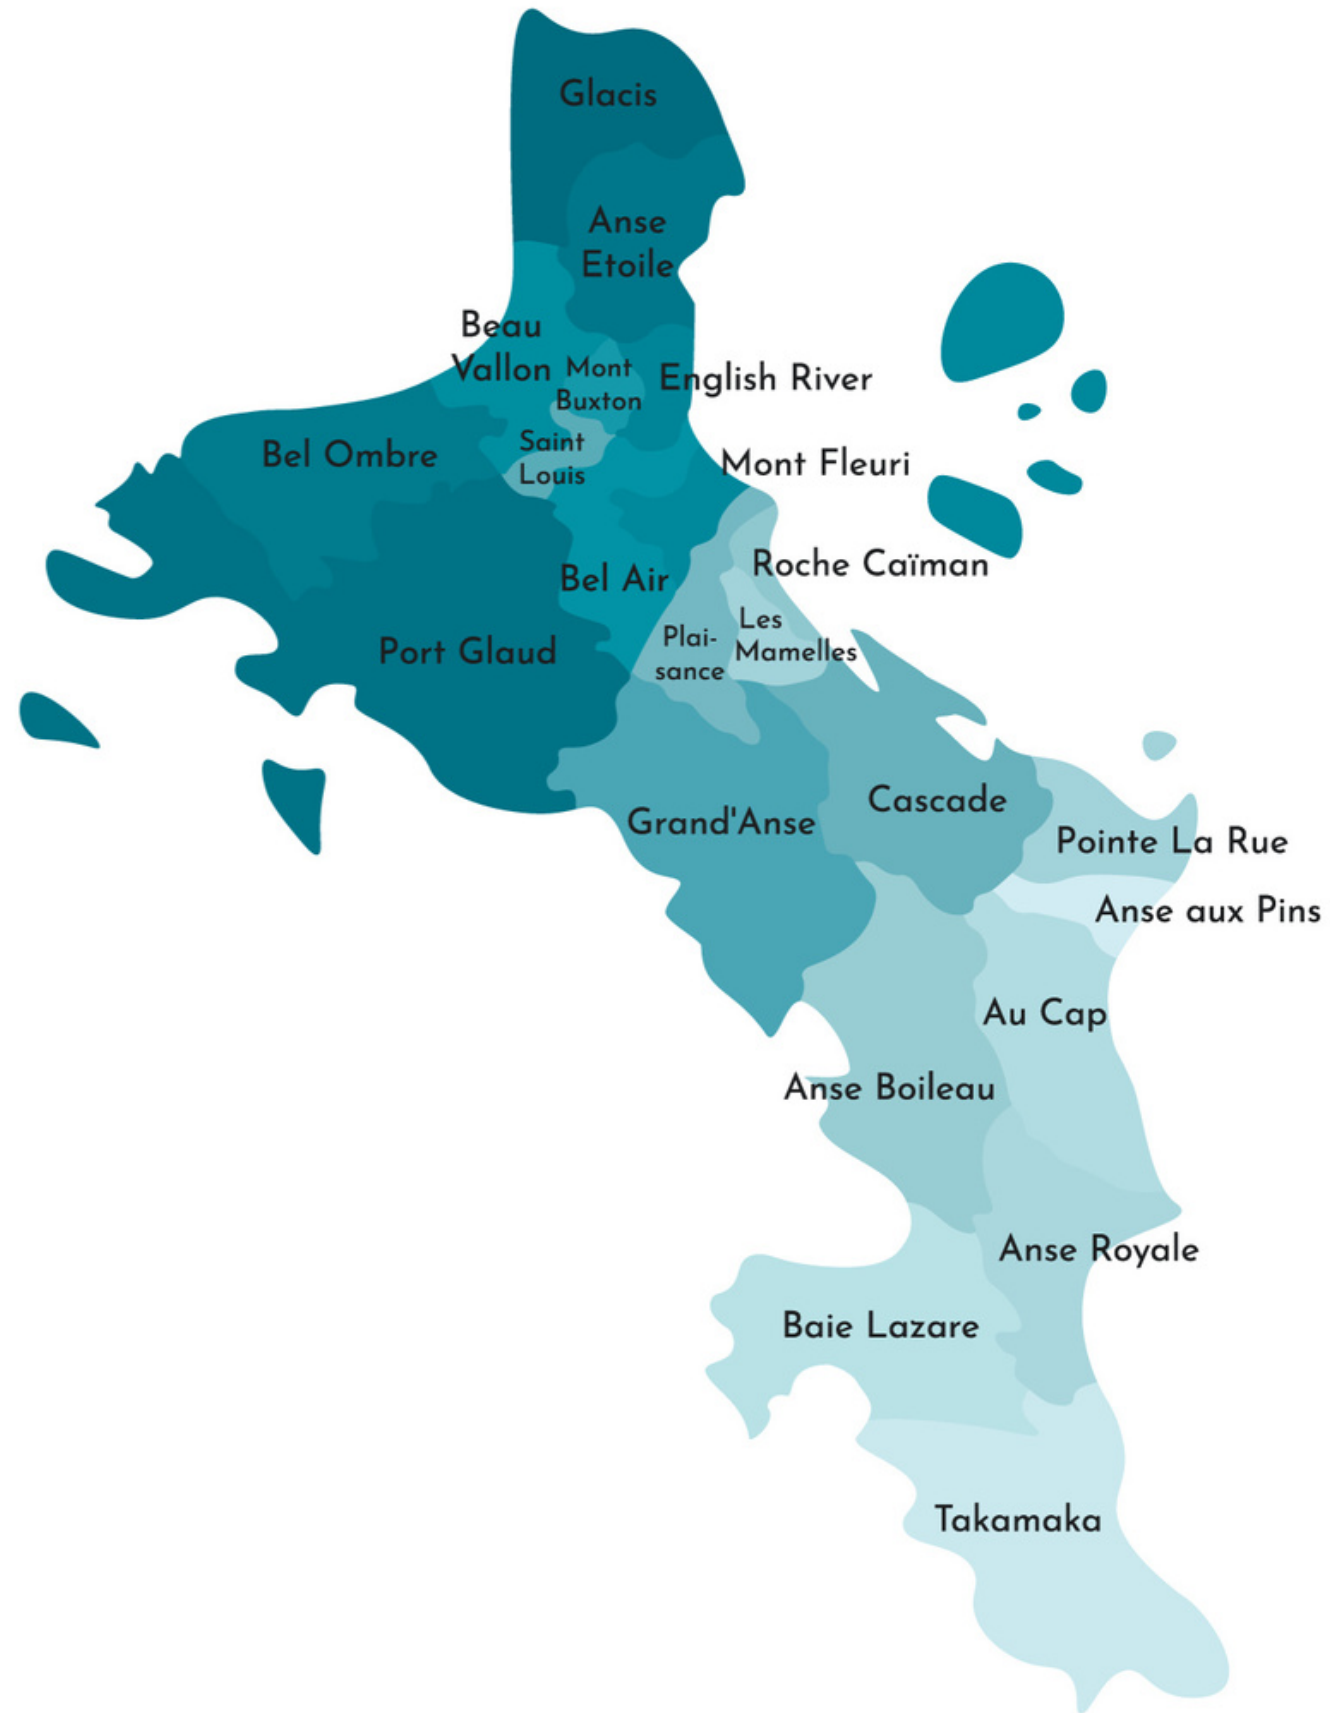 Glacis
Anse
Etoile
Beau
Vallon
Mont
Buxton
English River
Saint
Louis
Bel Ombre
Mont Fleuri
Roche Caïman
Bel Air
Les
Mamelles
Plai-
sance
Port Glaud
Cascade
Grand'Anse
Pointe La Rue
Anse aux Pins
Au Cap
Anse Boileau
Anse Royale
Baie Lazare
Takamaka